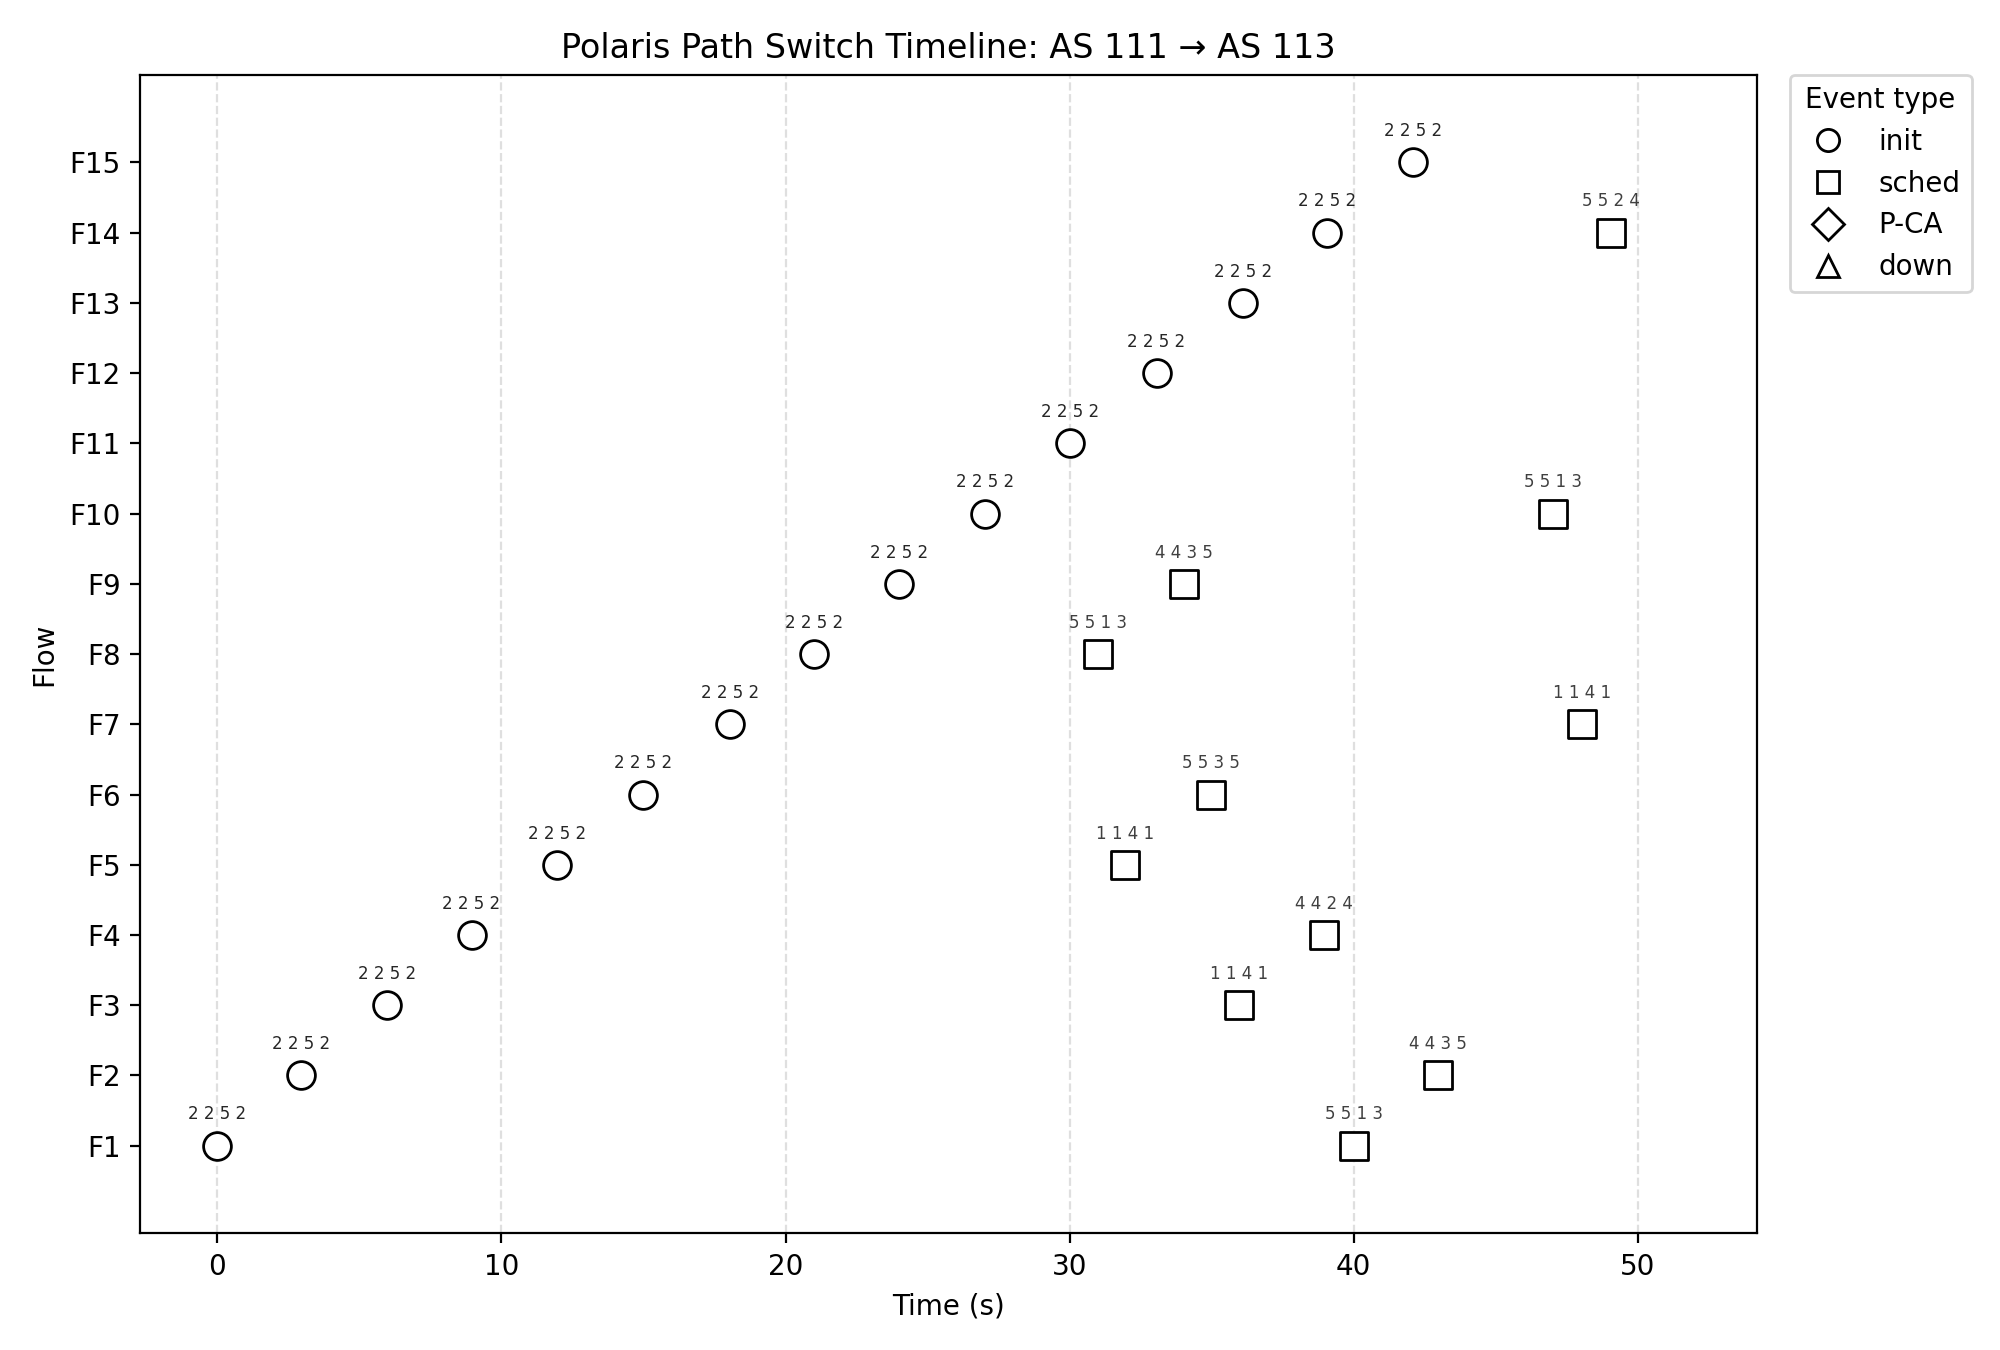 Polaris Path Switch Timeline: AS 111 → AS 113
Event type
init
sched
P-CA
down
2 2 5 2
F15
2 2 5 2
5 5 2 4
F14
2 2 5 2
F13
2 2 5 2
F12
2 2 5 2
F11
2 2 5 2
5 5 1 3
F10
2 2 5 2
4 4 3 5
F9
2 2 5 2
5 5 1 3
F8
2 2 5 2
1 1 4 1
F7
2 2 5 2
5 5 3 5
F6
2 2 5 2
1 1 4 1
F5
2 2 5 2
4 4 2 4
F4
2 2 5 2
1 1 4 1
F3
2 2 5 2
4 4 3 5
F2
2 2 5 2
5 5 1 3
F1
Flow
0 10 20 30 40 50
Time (s)